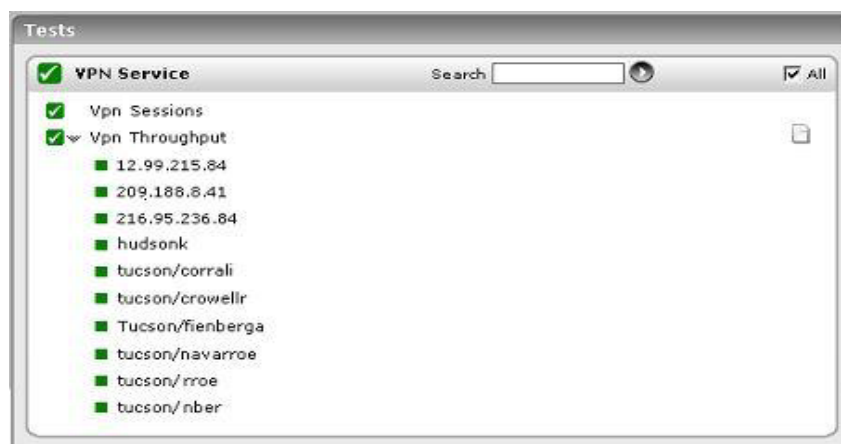 Tests
VPN Service Search All
Vpn Sessions
Vpn Throughput
12.99.215.84
209.188.8.41
216.95.236.84
hudsonk
tucson/corrali
tucson/crowellr
Tucson/fienberga
tucson/navarroe
tucson/rroe
tucson/nber